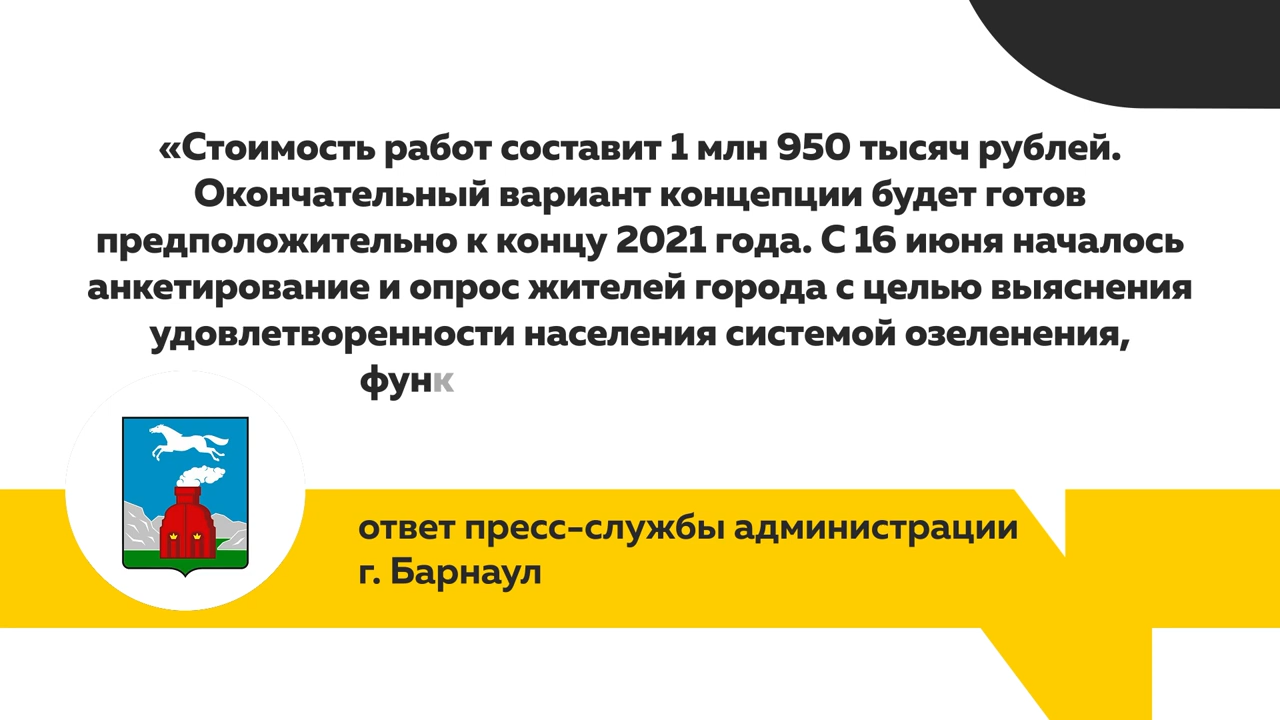 «Стоимость работ составит 1 млн 950 тысяч рублей.
Окончательный вариант концепции будет готов
предположительно к концу 2021 года. С 16 июня началось
анкетирование и опрос жителей города с целью выяснения
удовлетворенности населения системой озеленения,
функ
ответ пресс-службы администрации
г. Барнаул